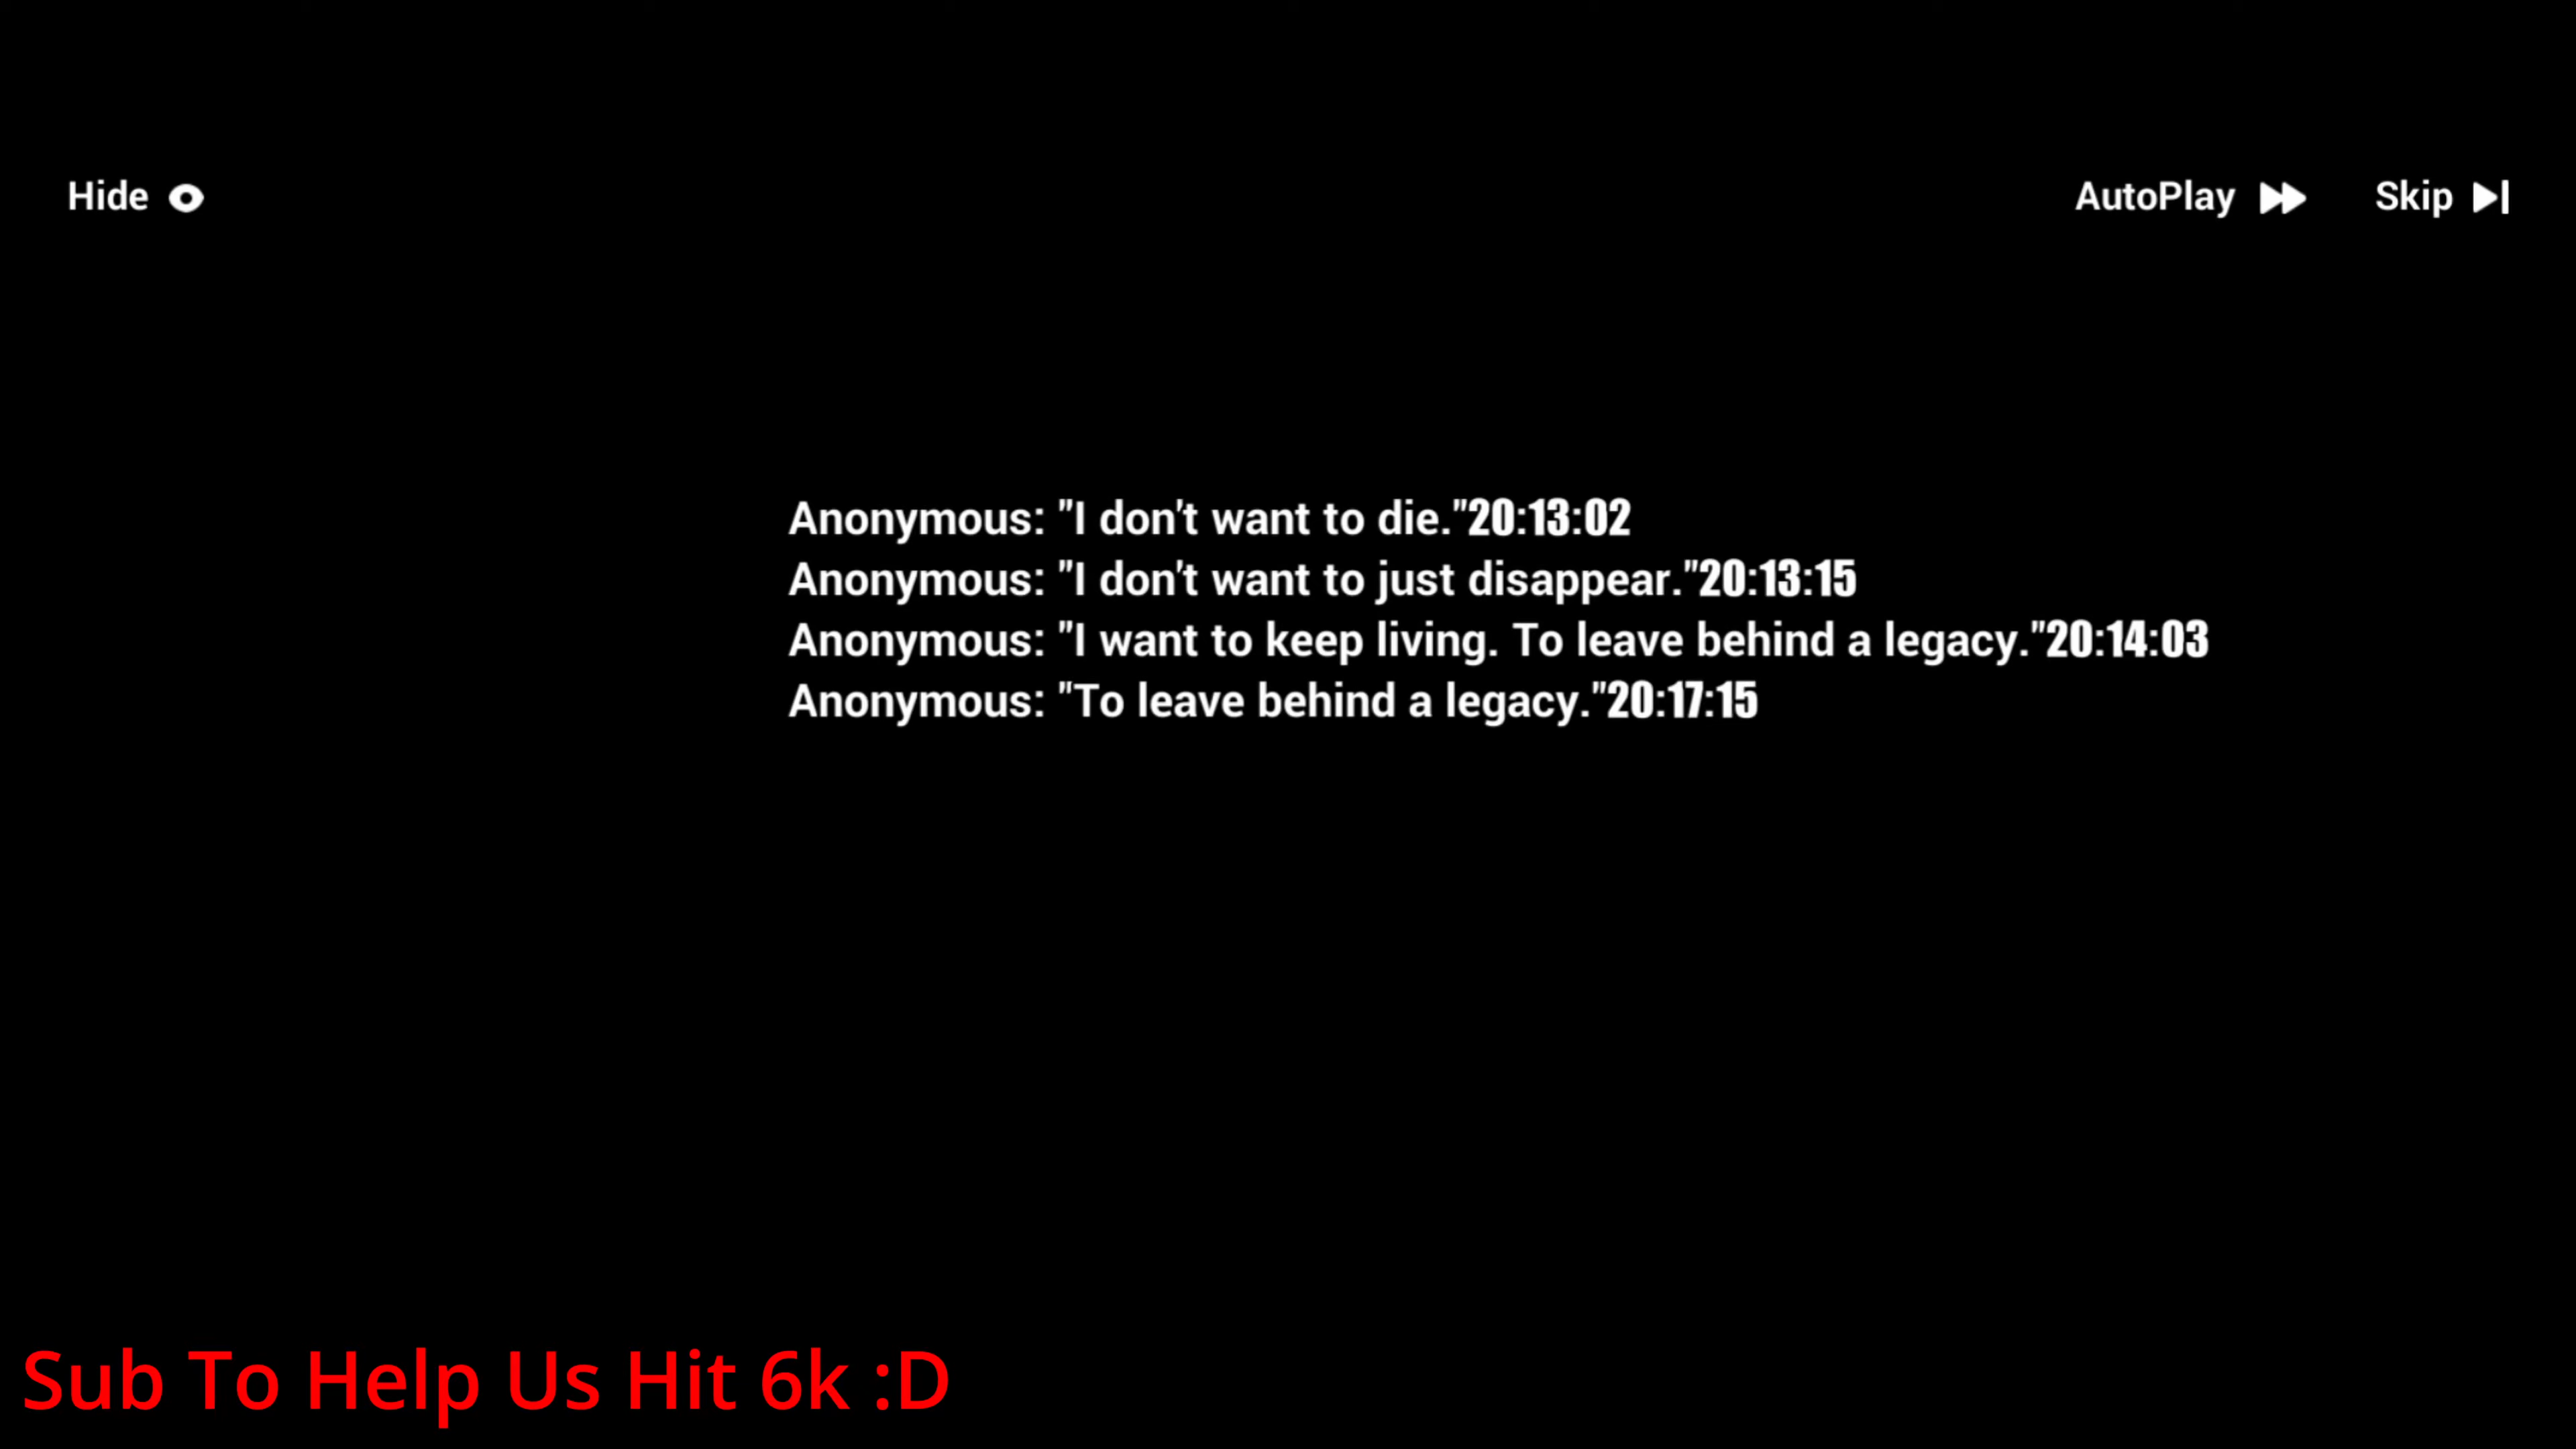 Hide
AutoPlay
Skip
Anonymous: "I don't want to die."20:13:02
Anonymous: "I don't want to just disappear."20:13:15
Anonymous: "I want to keep living. To leave behind a legacy."20:14:03
Anonymous: "To leave behind a legacy."20:17:15
Sub To Help Us Hit 6k :D